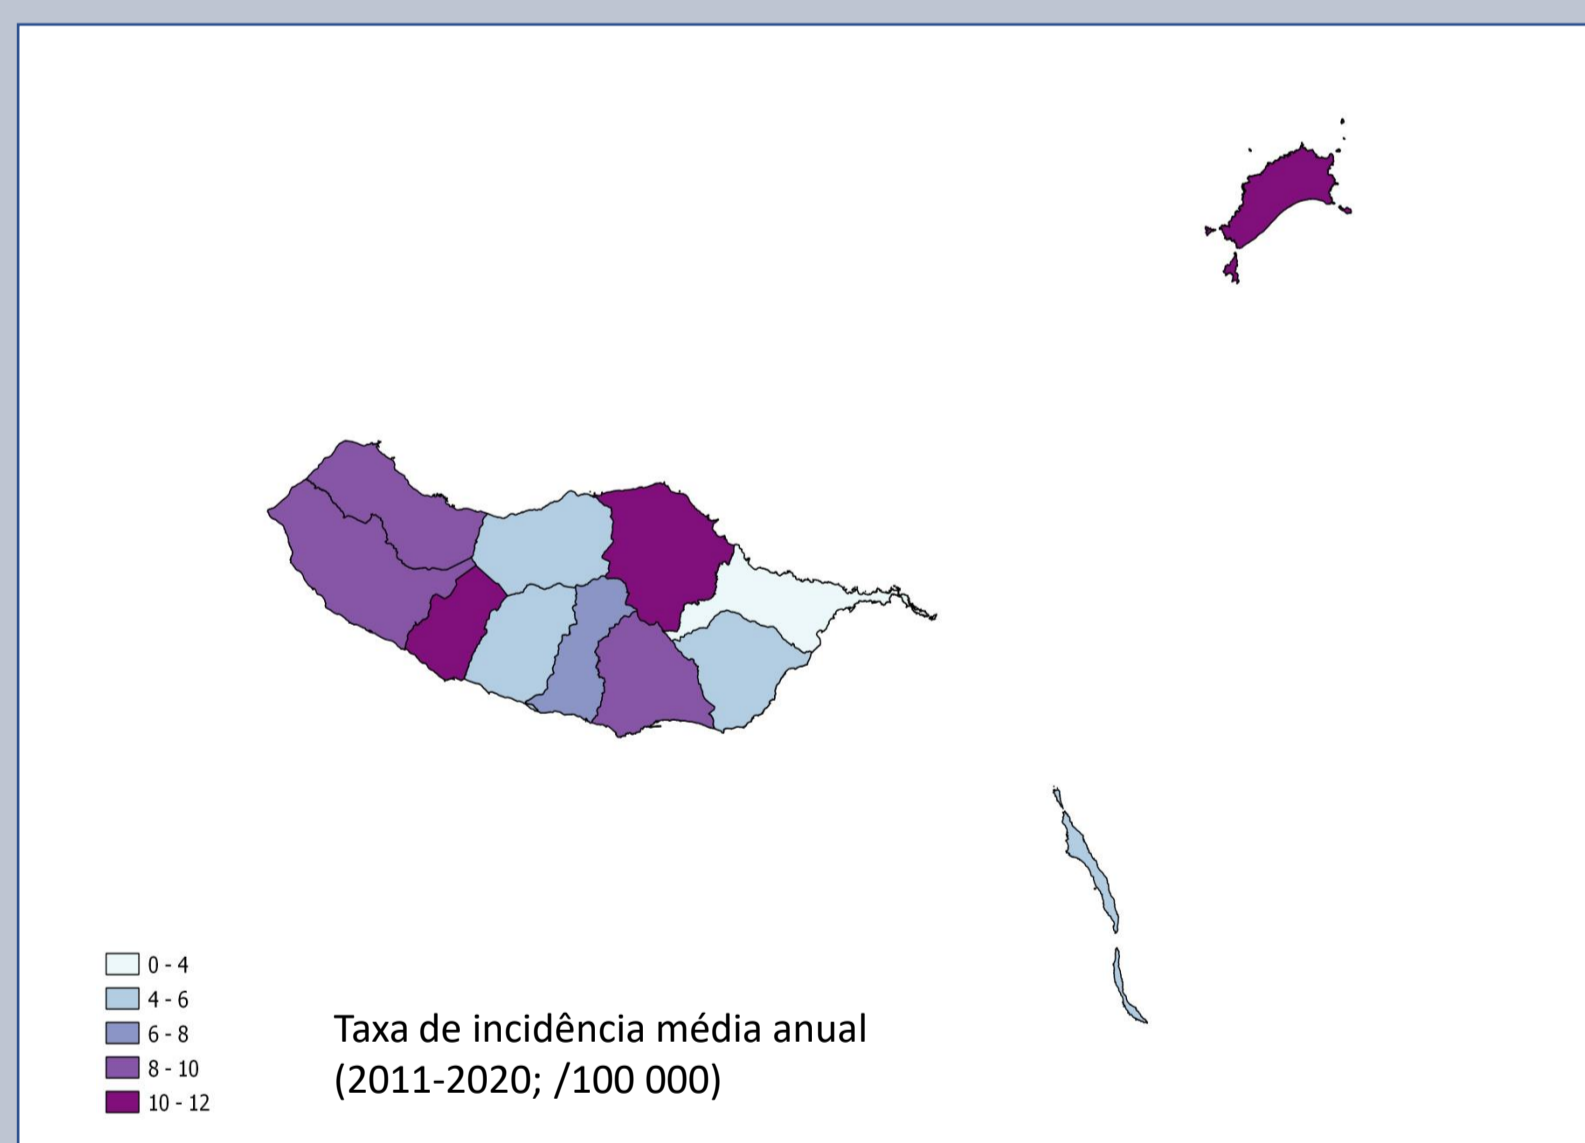 0 - 4
4 - 6
6 - 8
8 - 10
10 - 12
Taxa de incidência média anual
(2011-2020; /100 000)